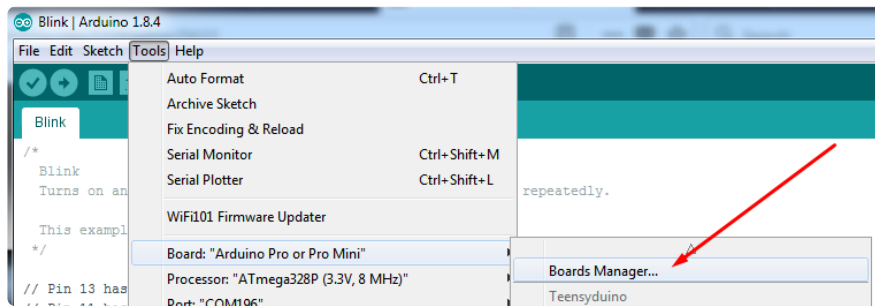 Blink | Arduino 1.8.4
File Edit Sketch Tools Help
Auto Format Ctrl+T
Archive Sketch
Fix Encoding & Reload
Serial Monitor Ctrl+Shift+M
Serial Plotter Ctrl+Shift+L
WiFi101 Firmware Updater
Board: "Arduino Pro or Pro Mini"
Processor: "ATmega328P (3.3V, 8 MHz)"
Port: "COM196"
Boards Manager...
Teensyduino
Blink
/*
Blink
Turns on an repeatedly.
This exampl
*/
// Pin 13 has
// Pin 11 has